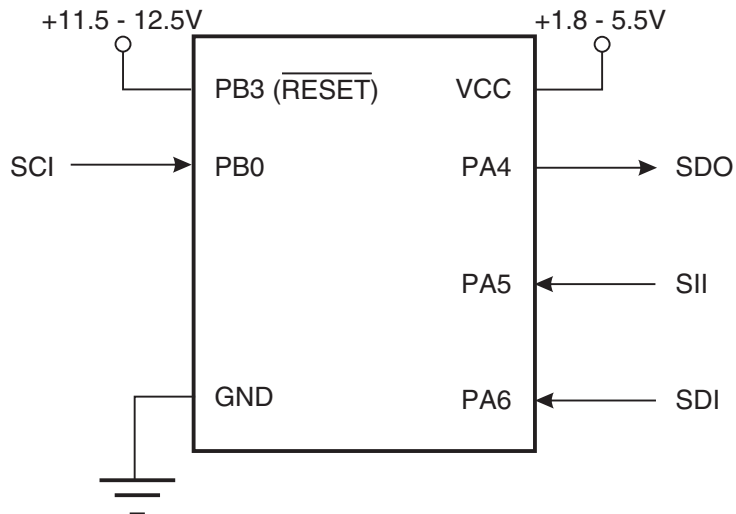 +11.5 - 12.5V
+1.8 - 5.5V
PB3 (RESET)
VCC
SCI
PB0
PA4
SDO
PA5
SII
GND
PA6
SDI